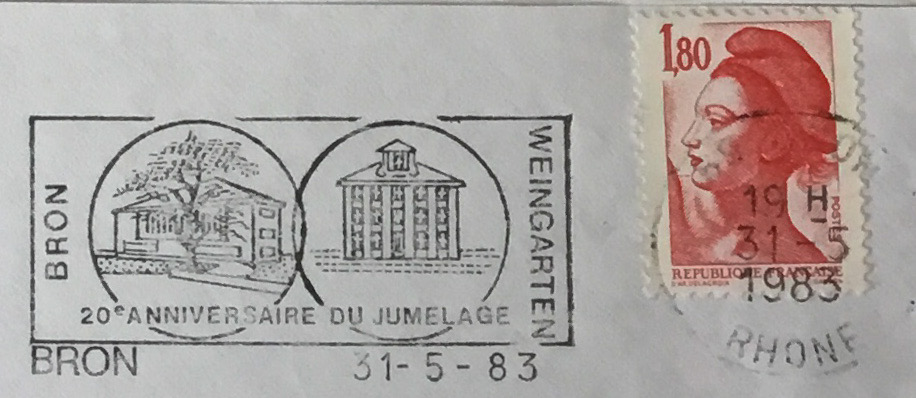 BRON
WEINGARTEN
20e ANNIVERSAIRE DU JUMELAGE
BRON
31-5-83
1,80
POSTES
REPUBLIQUE FRANÇAISE
19 H
31-5
1983
RHONE